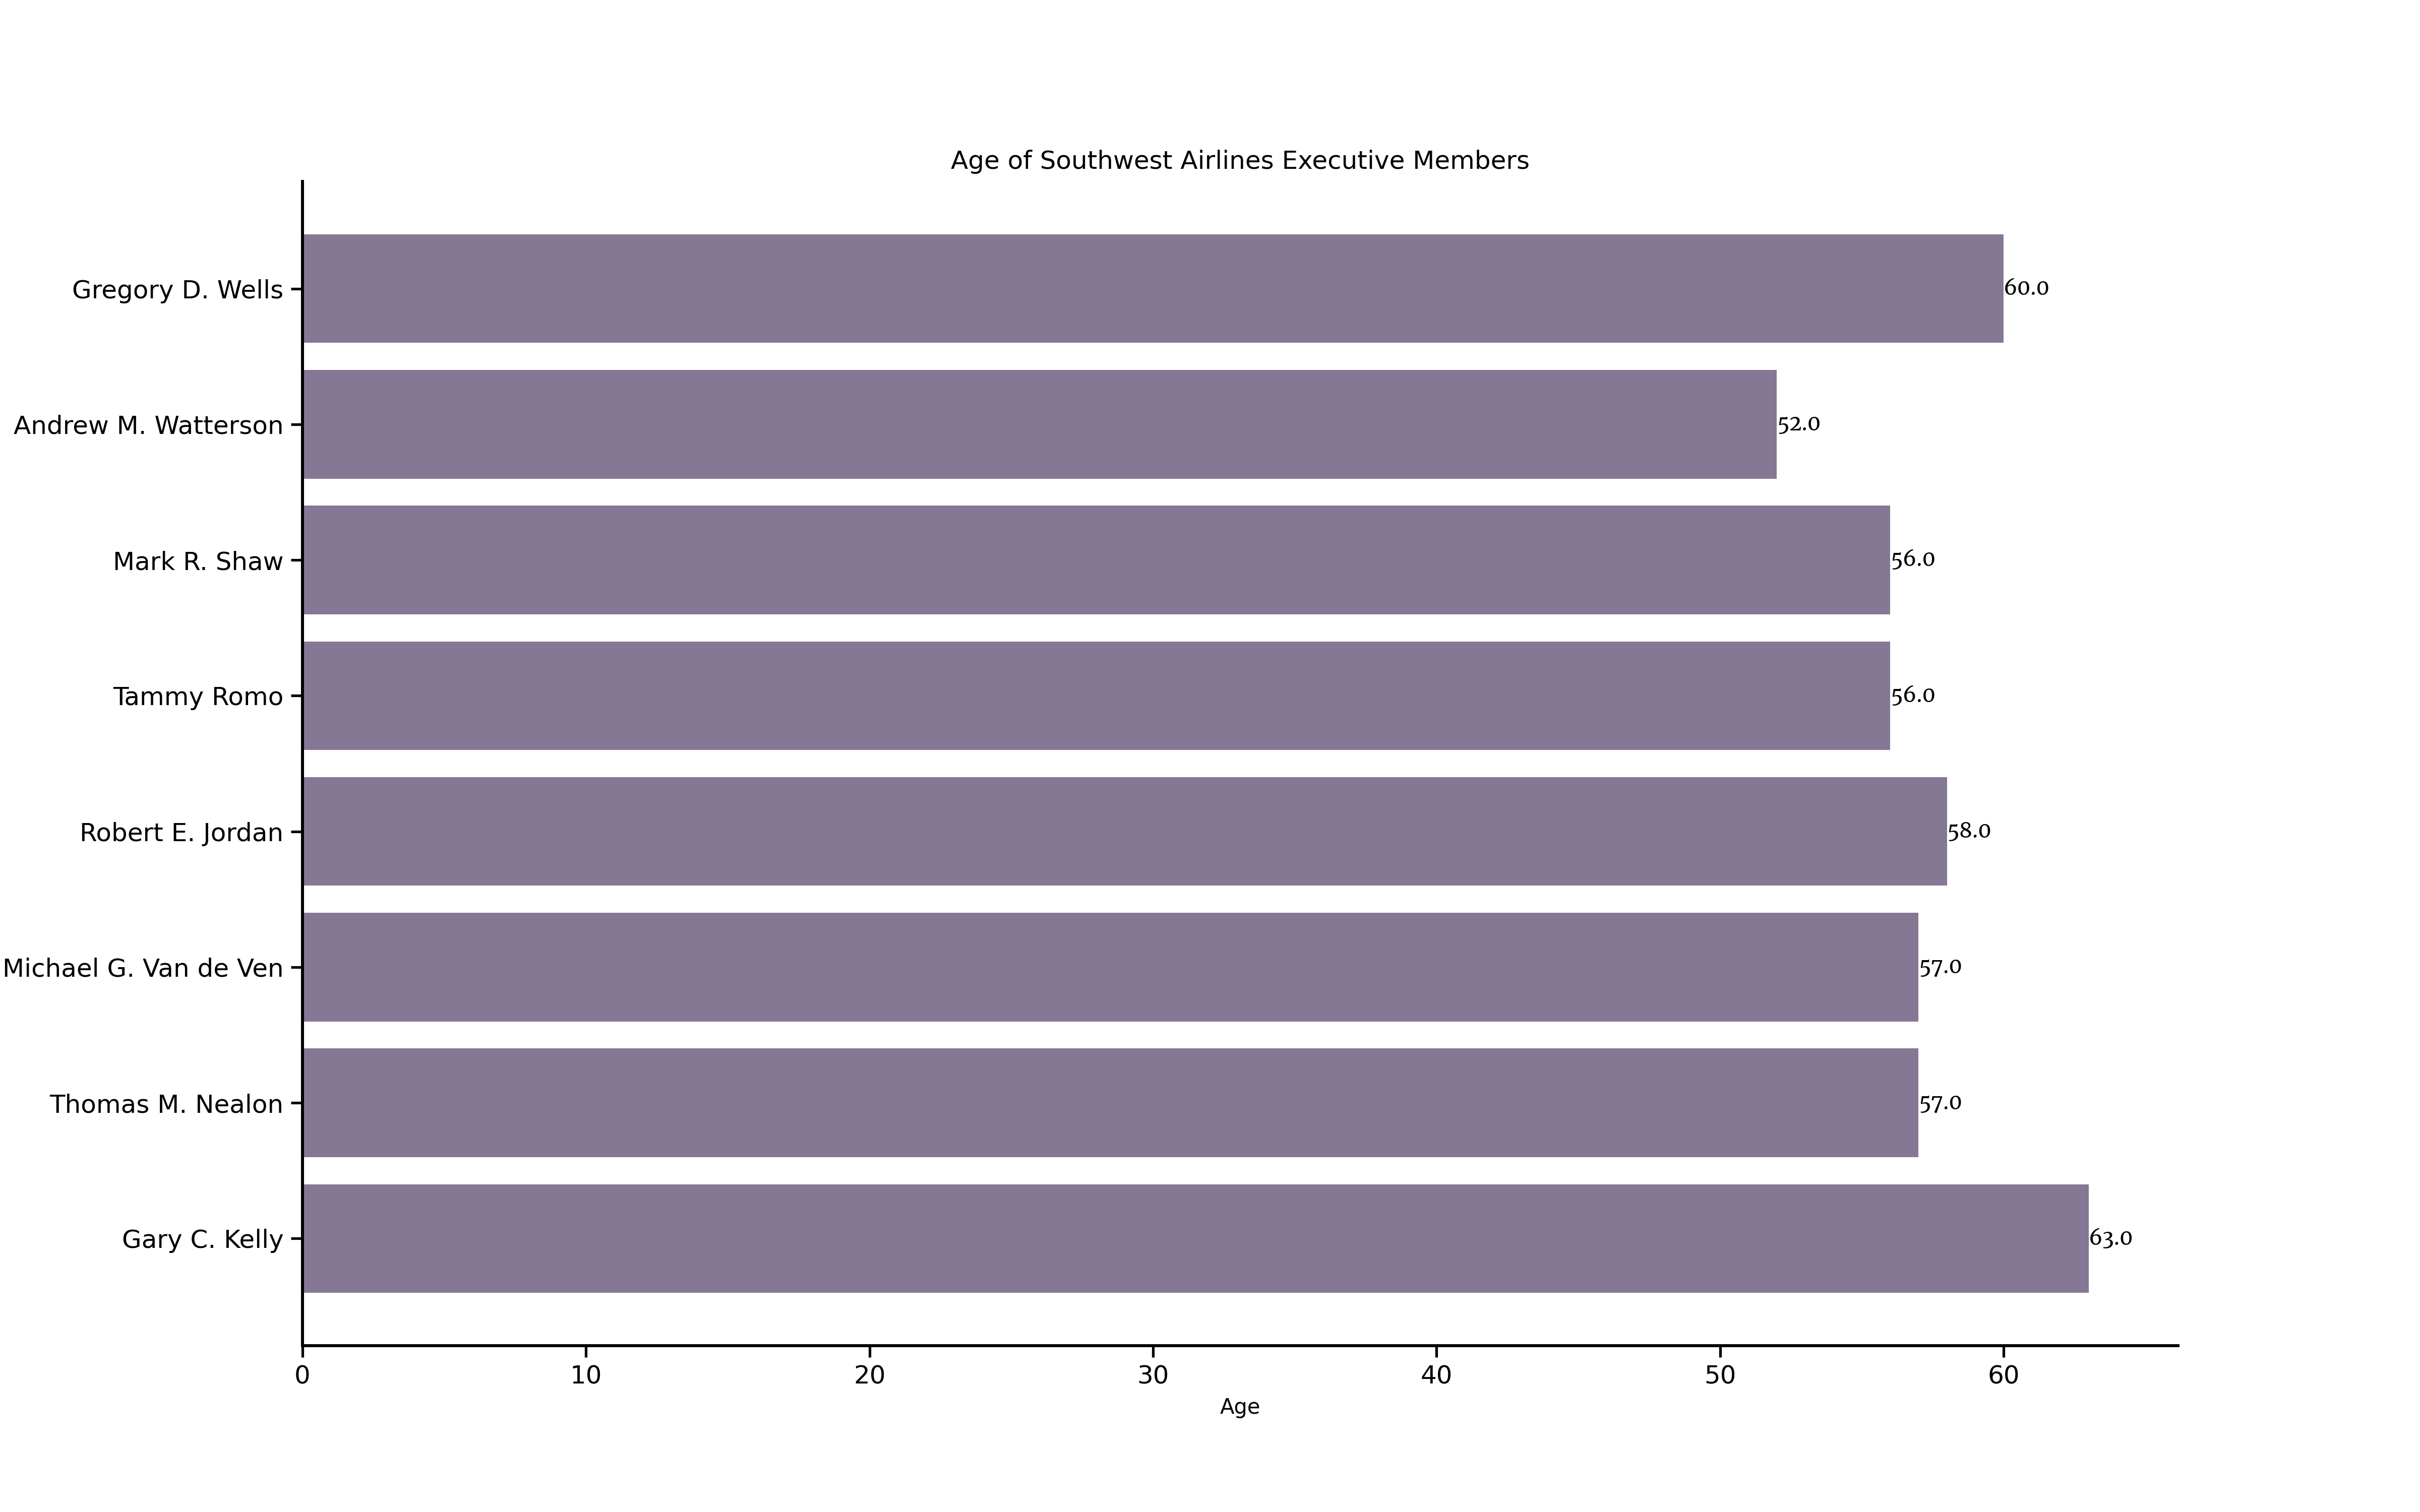 Age of Southwest Airlines Executive Members
Gregory D. Wells 60.0
Andrew M. Watterson 52.0
Mark R. Shaw 56.0
Tammy Romo 56.0
Robert E. Jordan 58.0
Michael G. Van de Ven 57.0
Thomas M. Nealon 57.0
Gary C. Kelly 63.0
0 10 20 30 40 50 60
Age